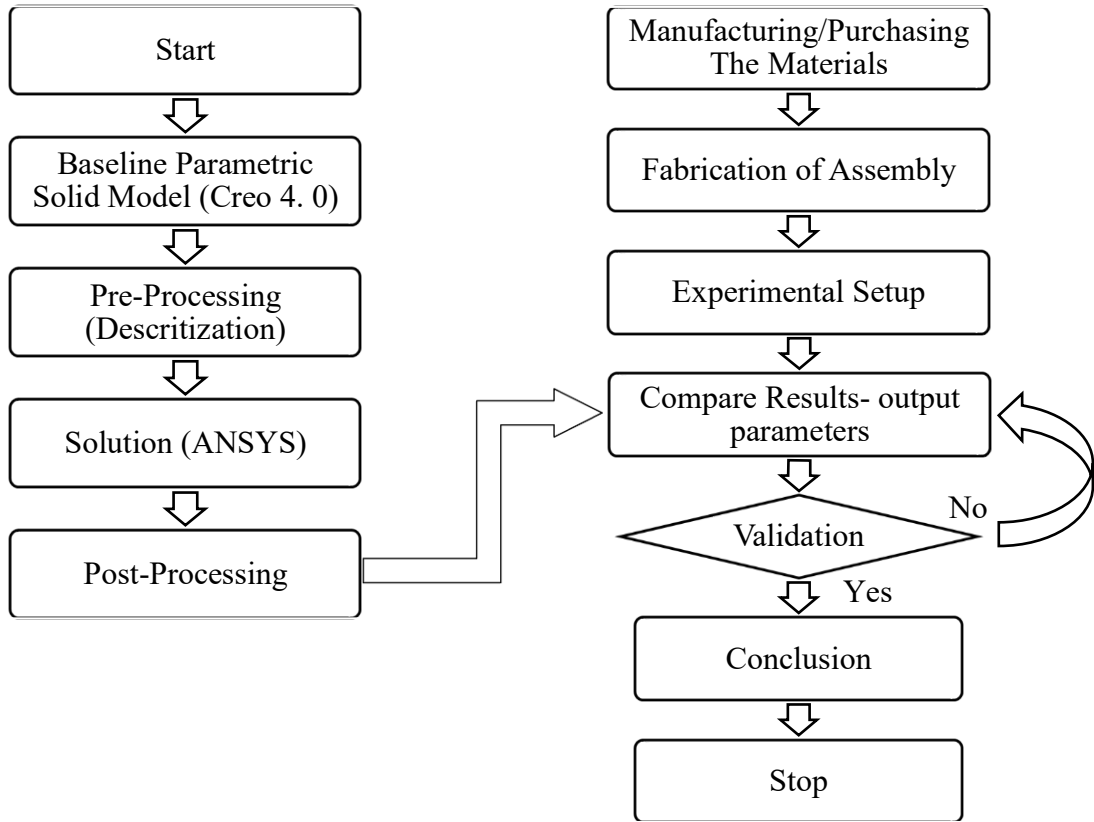 Start
Baseline Parametric
Solid Model (Creo 4. 0)
Pre-Processing
(Descritization)
Solution (ANSYS)
Post-Processing
Manufacturing/Purchasing
The Materials
Fabrication of Assembly
Experimental Setup
Compare Results- output
parameters
Validation
No
Yes
Conclusion
Stop